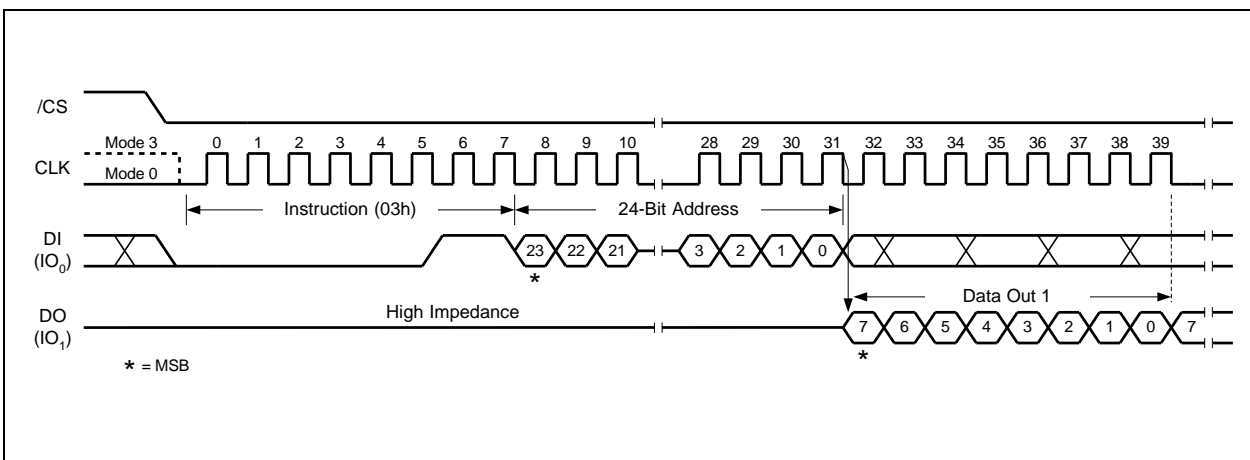 /CS
Mode 3
CLK
Mode 0
0 1 2 3 4 5 6 7 8 9 10 28 29 30 31 32 33 34 35 36 37 38 39
Instruction (03h)
24-Bit Address
DI
(IO0)
23 22 21 3 2 1 0
*
DO
(IO1)
High Impedance
Data Out 1
7 6 5 4 3 2 1 0 7
*
* = MSB